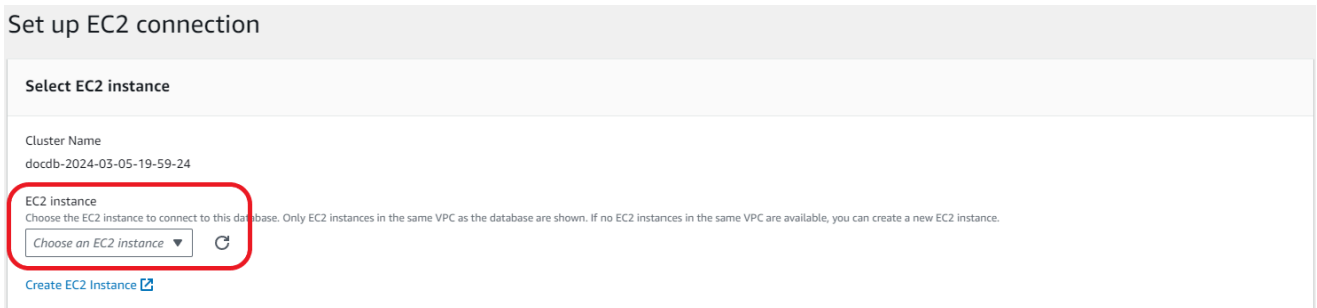 Set up EC2 connection
Select EC2 instance
Cluster Name
docdb-2024-03-05-19-59-24
EC2 instance
Choose the EC2 instance to connect to this database. Only EC2 instances in the same VPC as the database are shown. If no EC2 instances in the same VPC are available, you can create a new EC2 instance.
Choose an EC2 instance
Create EC2 Instance